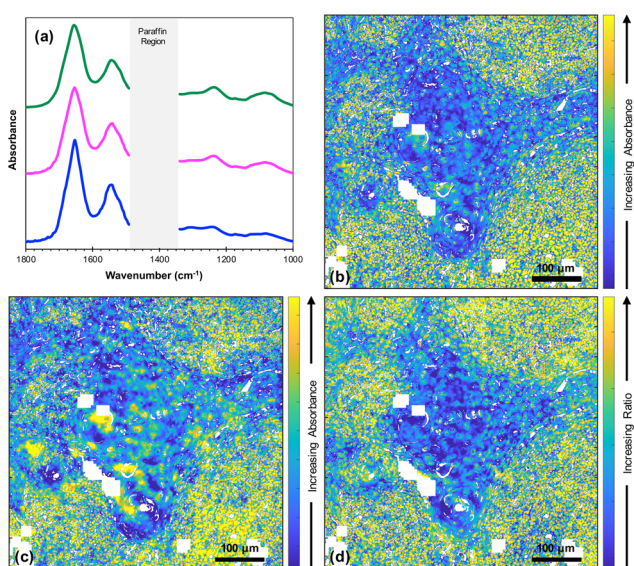 (a)
Paraffin
Region
Absorbance
1800
1600
1400
1200
1000
Wavenumber (cm-1)
(b)
100 µm
Increasing Absorbance
(c)
100 µm
Increasing Absorbance
(d)
100 µm
Increasing Ratio